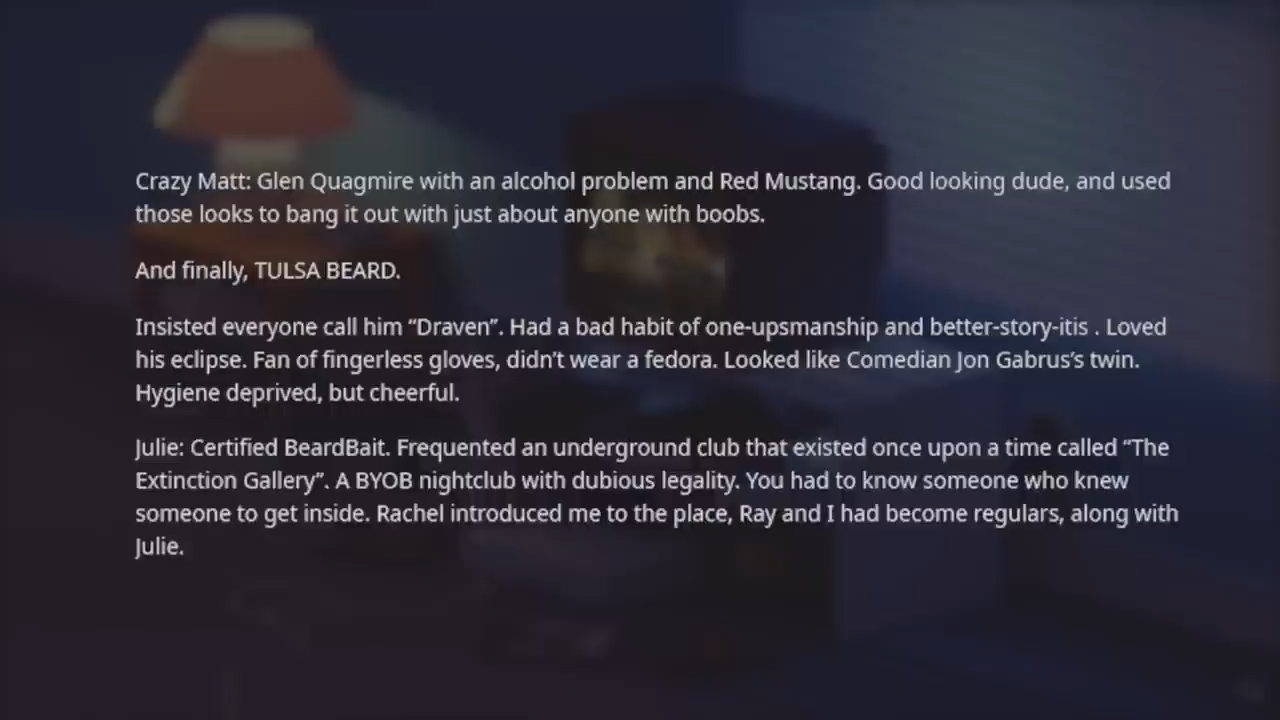 Crazy Matt: Glen Quagmire with an alcohol problem and Red Mustang. Good looking dude, and used
those looks to bang it out with just about anyone with boobs.
And finally, TULSA BEARD.
Insisted everyone call him “Draven”. Had a bad habit of one-upsmanship and better-story-itis . Loved
his eclipse. Fan of fingerless gloves, didn’t wear a fedora. Looked like Comedian Jon Gabrus’s twin.
Hygiene deprived, but cheerful.
Julie: Certified BeardBait. Frequented an underground club that existed once upon a time called “The
Extinction Gallery”. A BYOB nightclub with dubious legality. You had to know someone who knew
someone to get inside. Rachel introduced me to the place, Ray and I had become regulars, along with
Julie.